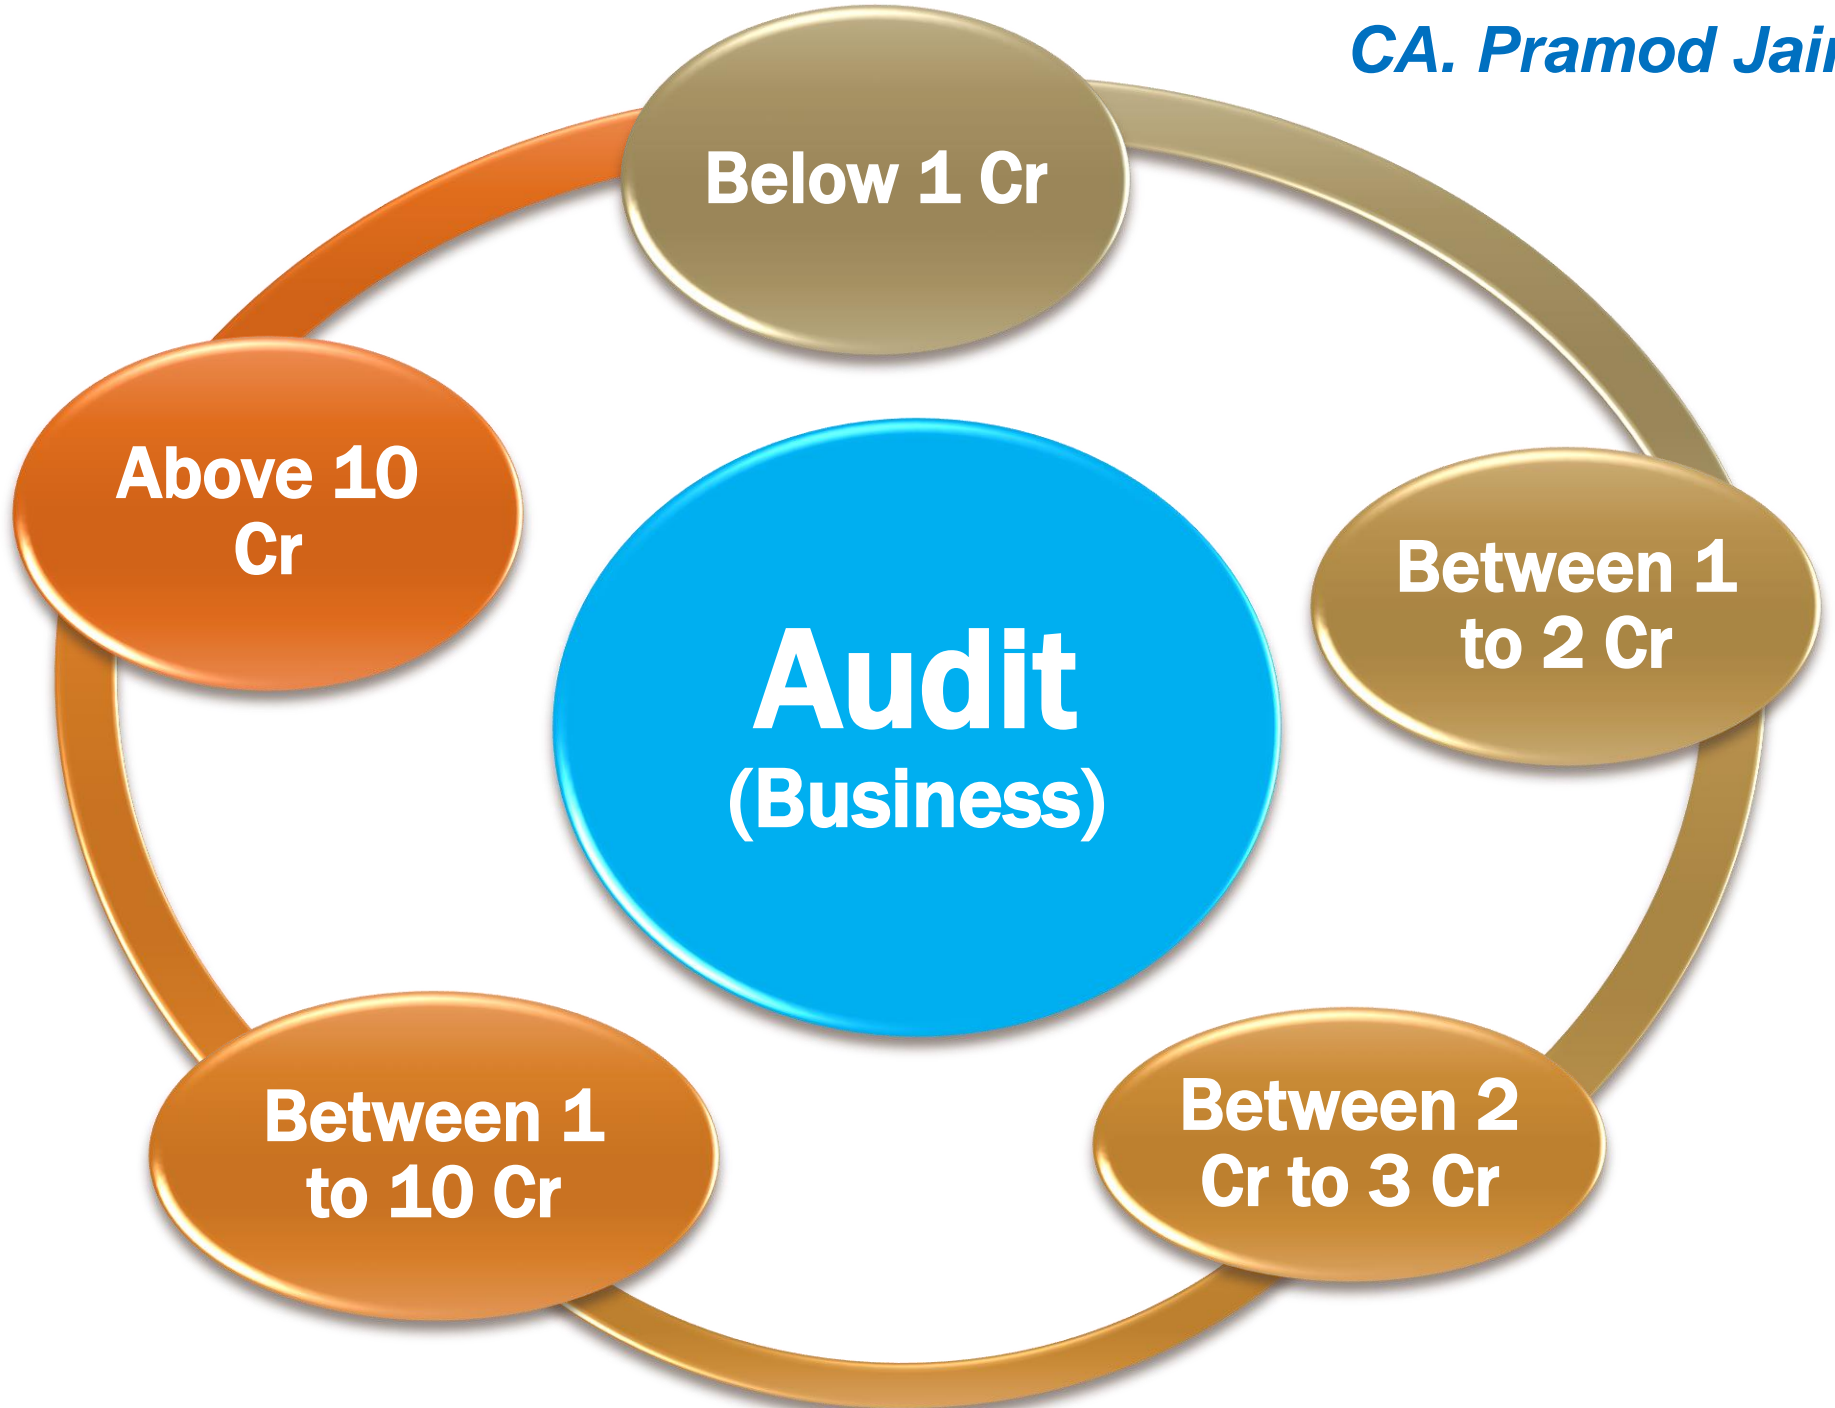 CA. Pramod Jain
Below 1 Cr
Between 1
to 2 Cr
Between 2
Cr to 3 Cr
Between 1
to 10 Cr
Above 10
Cr
Audit
(Business)